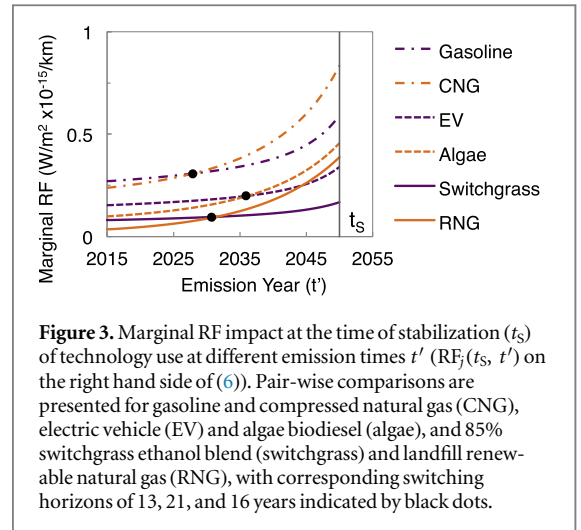 Marginal RF (W/m² x10⁻¹⁵/km)
1
0.5
0
2015 2025 2035 2045 2055
tS
Emission Year (t')
Gasoline
CNG
EV
Algae
Switchgrass
RNG
Figure 3. Marginal RF impact at the time of stabilization (tS)
of technology use at different emission times t′ (RFj(tS, t′) on
the right hand side of (6)). Pair-wise comparisons are
presented for gasoline and compressed natural gas (CNG),
electric vehicle (EV) and algae biodiesel (algae), and 85%
switchgrass ethanol blend (switchgrass) and landfill renew-
able natural gas (RNG), with corresponding switching
horizons of 13, 21, and 16 years indicated by black dots.